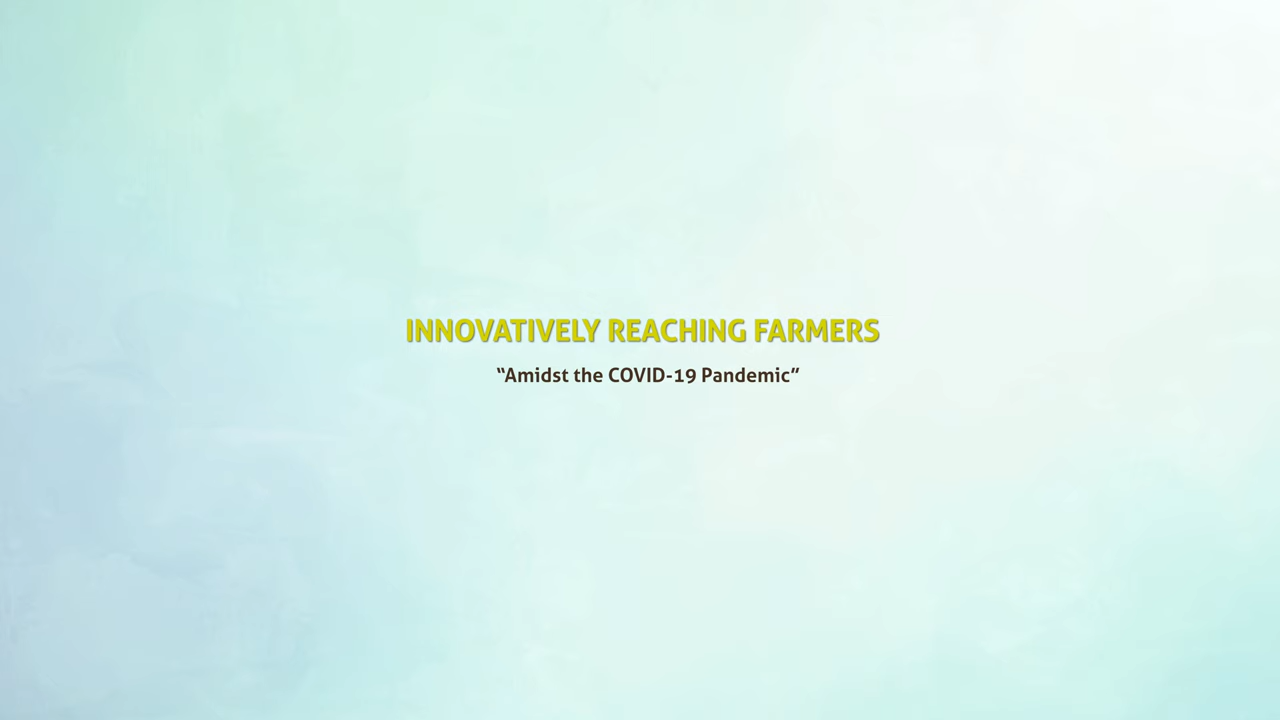 INNOVATIVELY REACHING FARMERS
“Amidst the COVID-19 Pandemic”